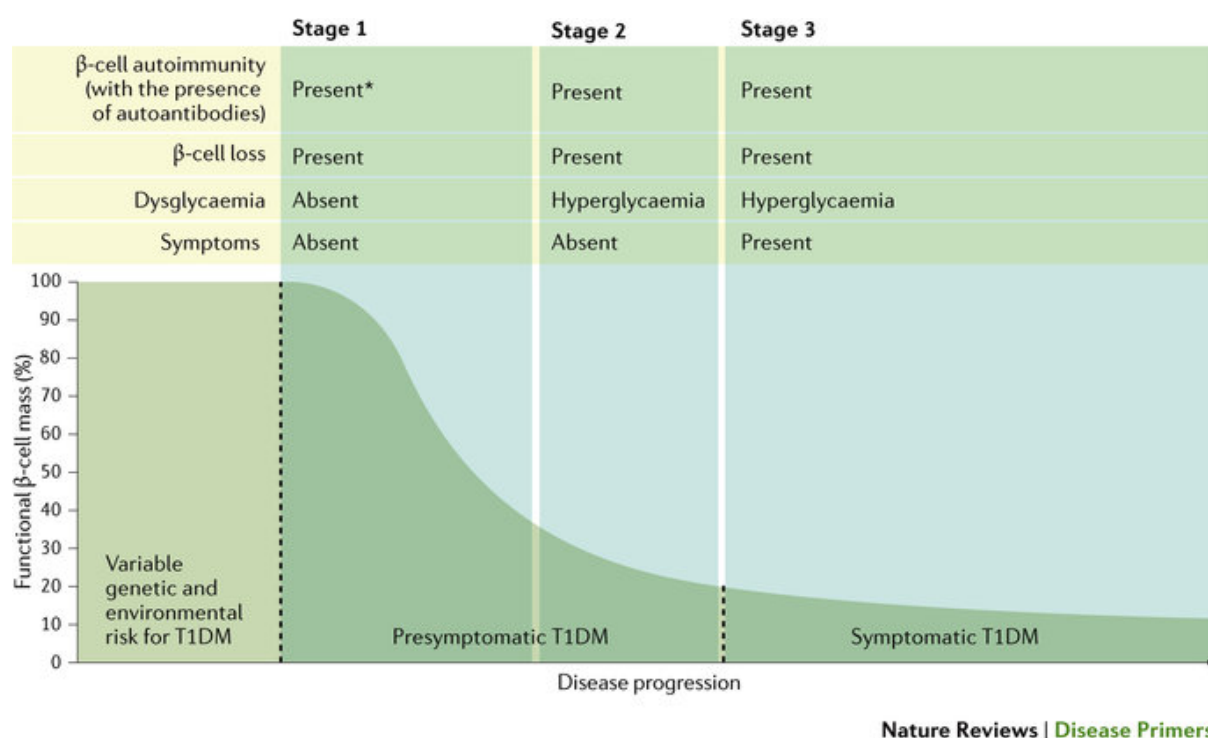 Stage 1
Stage 2
Stage 3
β-cell autoimmunity
(with the presence
of autoantibodies)
Present*
Present
Present
β-cell loss
Present
Present
Present
Dysglycaemia
Absent
Hyperglycaemia
Hyperglycaemia
Symptoms
Absent
Absent
Present
Functional β-cell mass (%)
100
90
80
70
60
50
40
30
20
10
0
Variable
genetic and
environmental
risk for T1DM
Presymptomatic T1DM
Symptomatic T1DM
Disease progression
Nature Reviews | Disease Primers